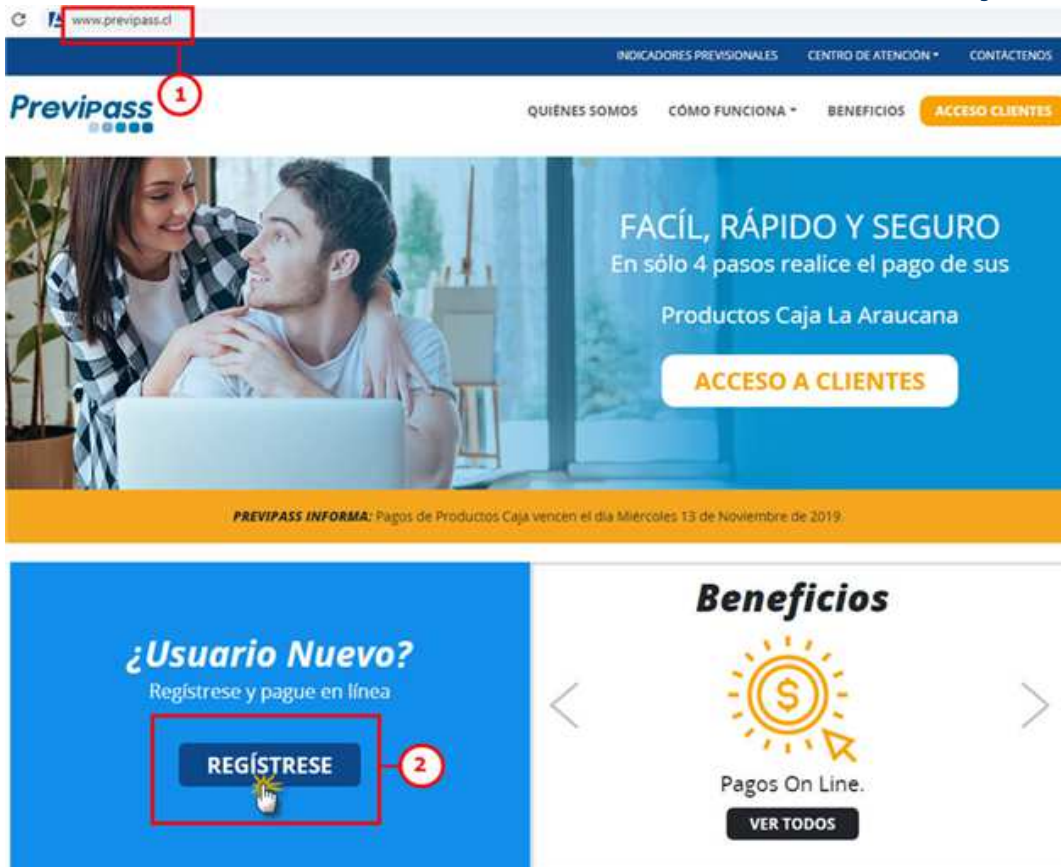 www.previpass.cl
INDICADORES PREVISIONALES CENTRO DE ATENCIÓN CONTÁCTENOS
1
Previpass
QUIÉNES SOMOS CÓMO FUNCIONA BENEFICIOS ACCESO CLIENTES
FACÍL, RÁPIDO Y SEGURO
En sólo 4 pasos realice el pago de sus
Productos Caja La Araucana
ACCESO A CLIENTES
PREVIPASS INFORMA: Pagos de Productos Caja vencen el día Miércoles 13 de Noviembre de 2019.
¿Usuario Nuevo?
Regístrese y pague en línea
REGÍSTRESE
2
Beneficios
$
Pagos On Line.
VER TODOS